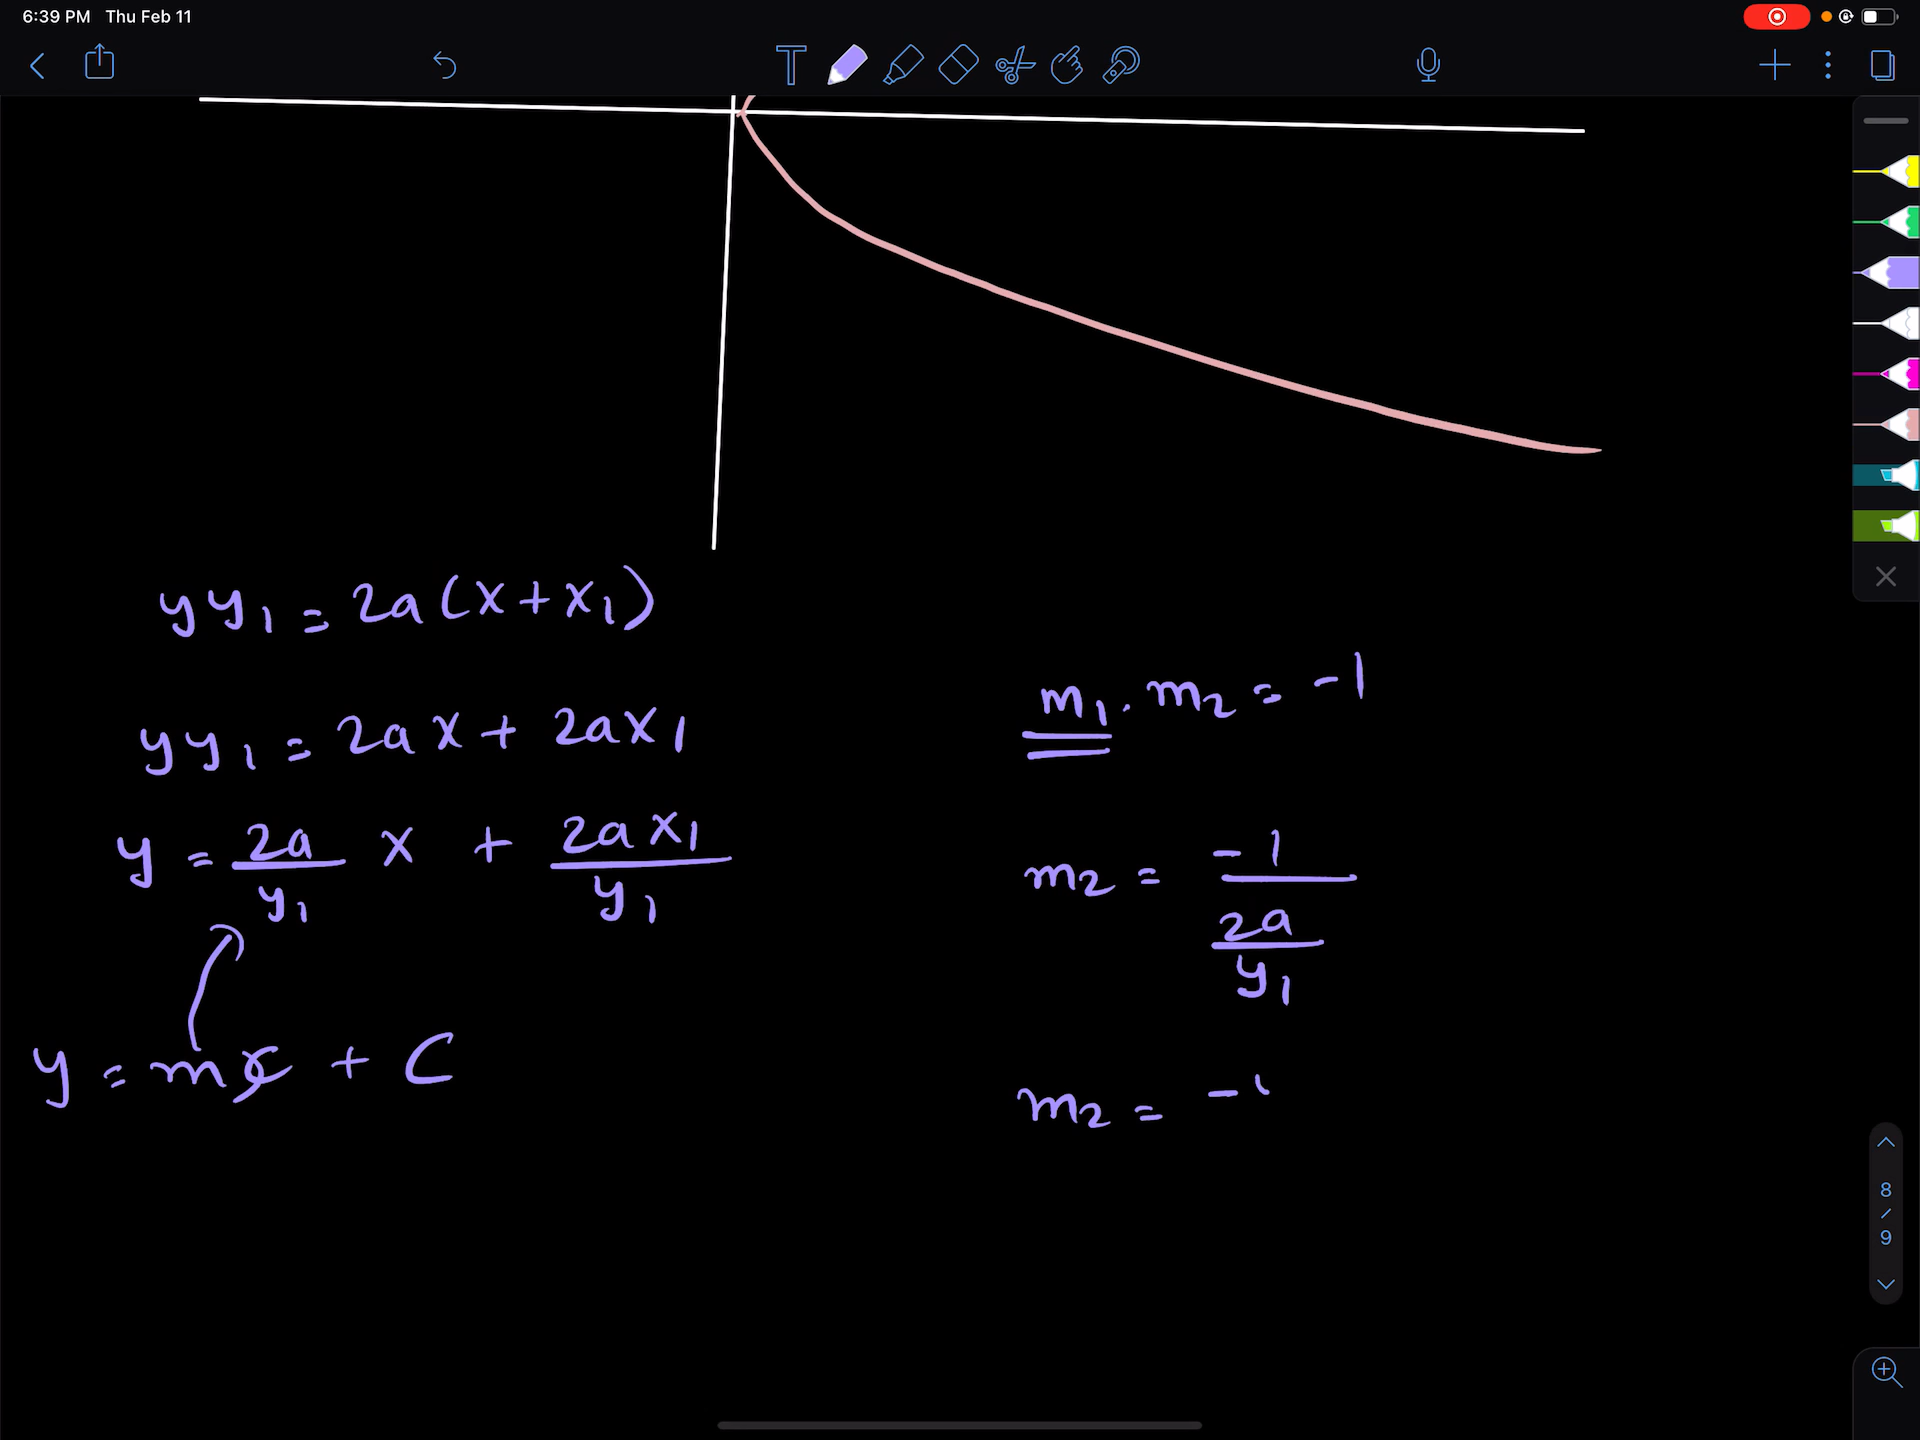 6:39 PM Thu Feb 11
T
yy₁ = 2a(x + x₁)
yy₁ = 2ax + 2ax₁
y = 2a/y₁ x + 2ax₁/y₁
y = mx + C
m₁ . m₂ = -1
m₂ = -1/(2a/y₁)
m₂ = -
8
/
9